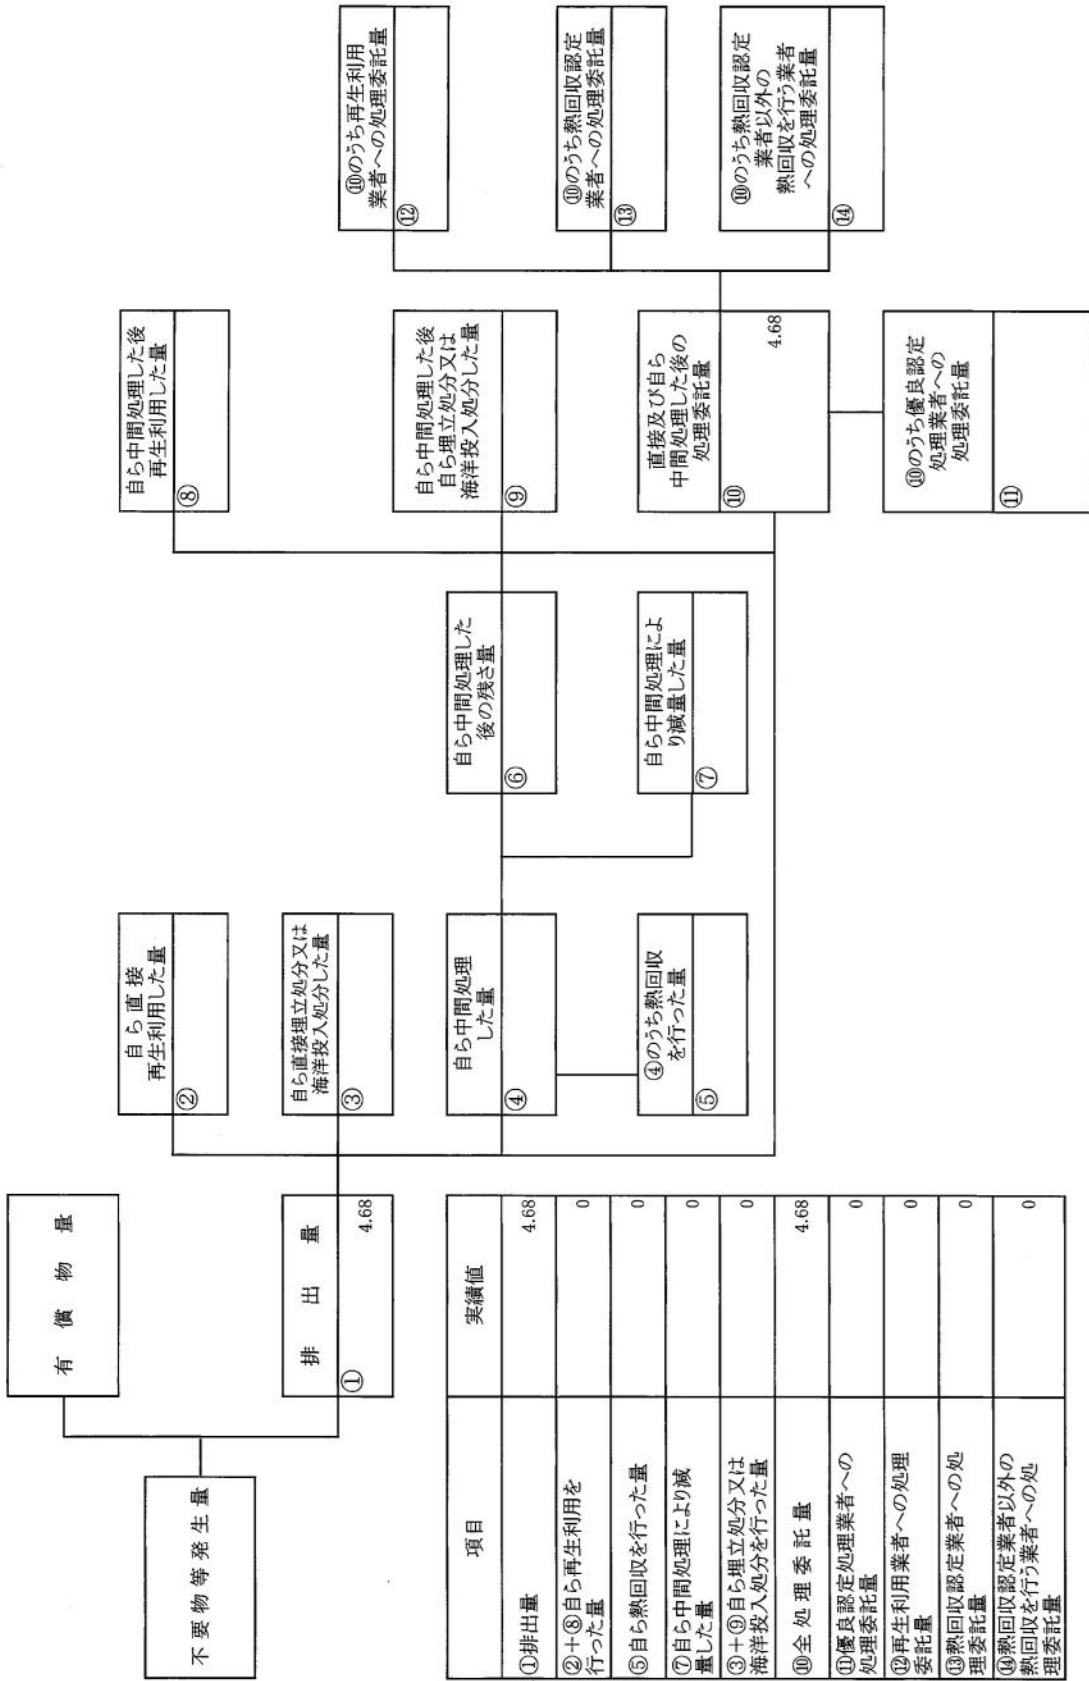 不要物等発生量
有償物量
排出量
①
4.68
自ら直接
再生利用した量
②
自ら直接埋立処分又は
海洋投入処分した量
③
自ら中間処理
した量
④
④のうち熱回収
を行った量
⑤
自ら中間処理した
後の残さ量
⑥
自ら中間処理によ
り減量した量
⑦
自ら中間処理した後
再生利用した量
⑧
自ら中間処理した後
自ら埋立処分又は
海洋投入処分した量
⑨
直接及び自ら
中間処理した後の
処理委託量
⑩
4.68
⑩のうち優良認定
処理業者への
処理委託量
⑪
⑩のうち再生利用
業者への処理委託量
⑫
⑩のうち熱回収認定
業者への処理委託量
⑬
⑩のうち熱回収認定
業者以外の
熱回収を行う業者
への処理委託量
⑭
項目 実績値
①排出量 4.68
②+⑧自ら再生利用を
行った量 0
⑤自ら熱回収を行った量 0
⑦自ら中間処理により減
量した量 0
③+⑨自ら埋立処分又は
海洋投入処分を行った量 0
⑩全処理委託量 4.68
⑪優良認定処理業者への
処理委託量 0
⑫再生利用業者への処理
委託量 0
⑬熱回収認定業者への処
理委託量 0
⑭熱回収認定業者以外の
熱回収を行う業者への処
理委託量 0